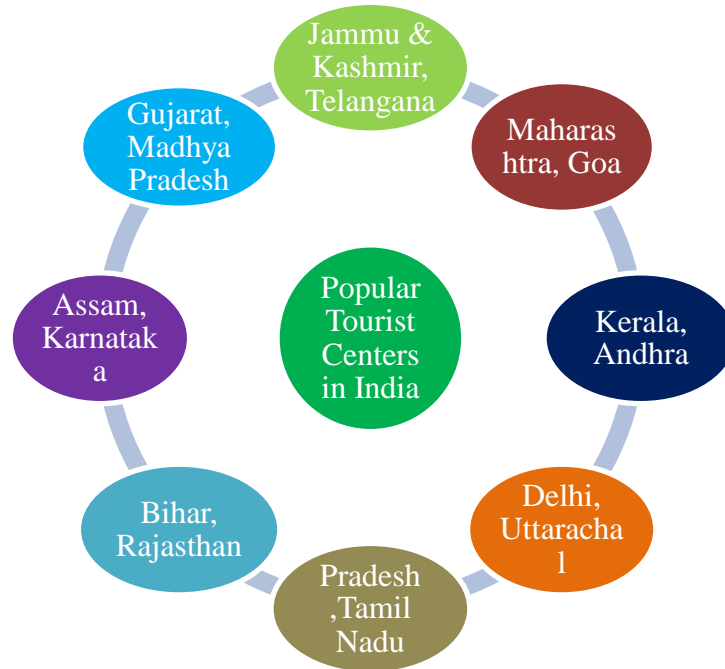 Jammu &
Kashmir,
Telangana
Maharas
htra, Goa
Kerala,
Andhra
Delhi,
Uttarachal
l
Pradesh
,Tamil
Nadu
Bihar,
Rajasthan
Assam,
Karnatak
a
Gujarat,
Madhya
Pradesh
Popular
Tourist
Centers
in India